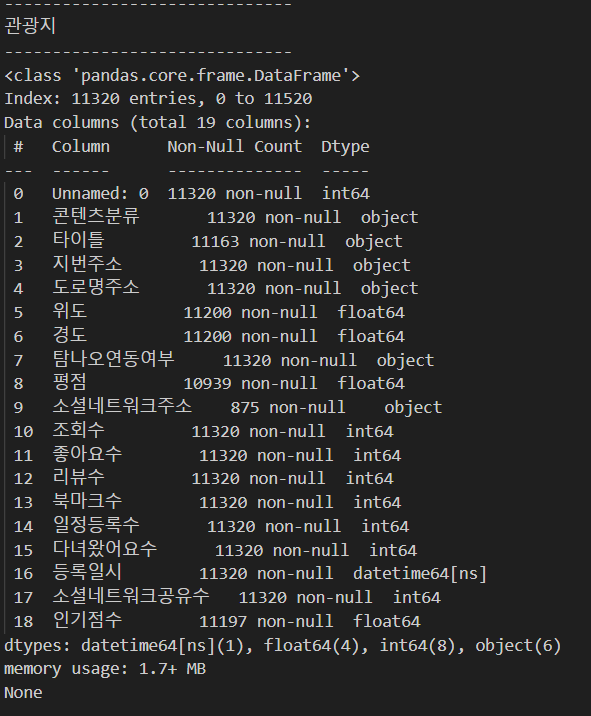 ------------------------------
관광지
------------------------------
<class 'pandas.core.frame.DataFrame'>
Index: 11320 entries, 0 to 11520
Data columns (total 19 columns):
 #   Column      Non-Null Count  Dtype
---  ------      --------------  -----
 0   Unnamed: 0  11320 non-null  int64
 1   콘텐츠분류       11320 non-null  object
 2   타이틀         11163 non-null  object
 3   지번주소        11320 non-null  object
 4   도로명주소       11320 non-null  object
 5   위도          11200 non-null  float64
 6   경도          11200 non-null  float64
 7   탐나오연동여부     11320 non-null  object
 8   평점          10939 non-null  float64
 9   소셜네트워크주소    875 non-null    object
 10  조회수         11320 non-null  int64
 11  좋아요수        11320 non-null  int64
 12  리뷰수         11320 non-null  int64
 13  북마크수        11320 non-null  int64
 14  일정등록수       11320 non-null  int64
 15  다녀왔어요수      11320 non-null  int64
 16  등록일시        11320 non-null  datetime64[ns]
 17  소셜네트워크공유수   11320 non-null  int64
 18  인기점수        11197 non-null  float64
dtypes: datetime64[ns](1), float64(4), int64(8), object(6)
memory usage: 1.7+ MB
None